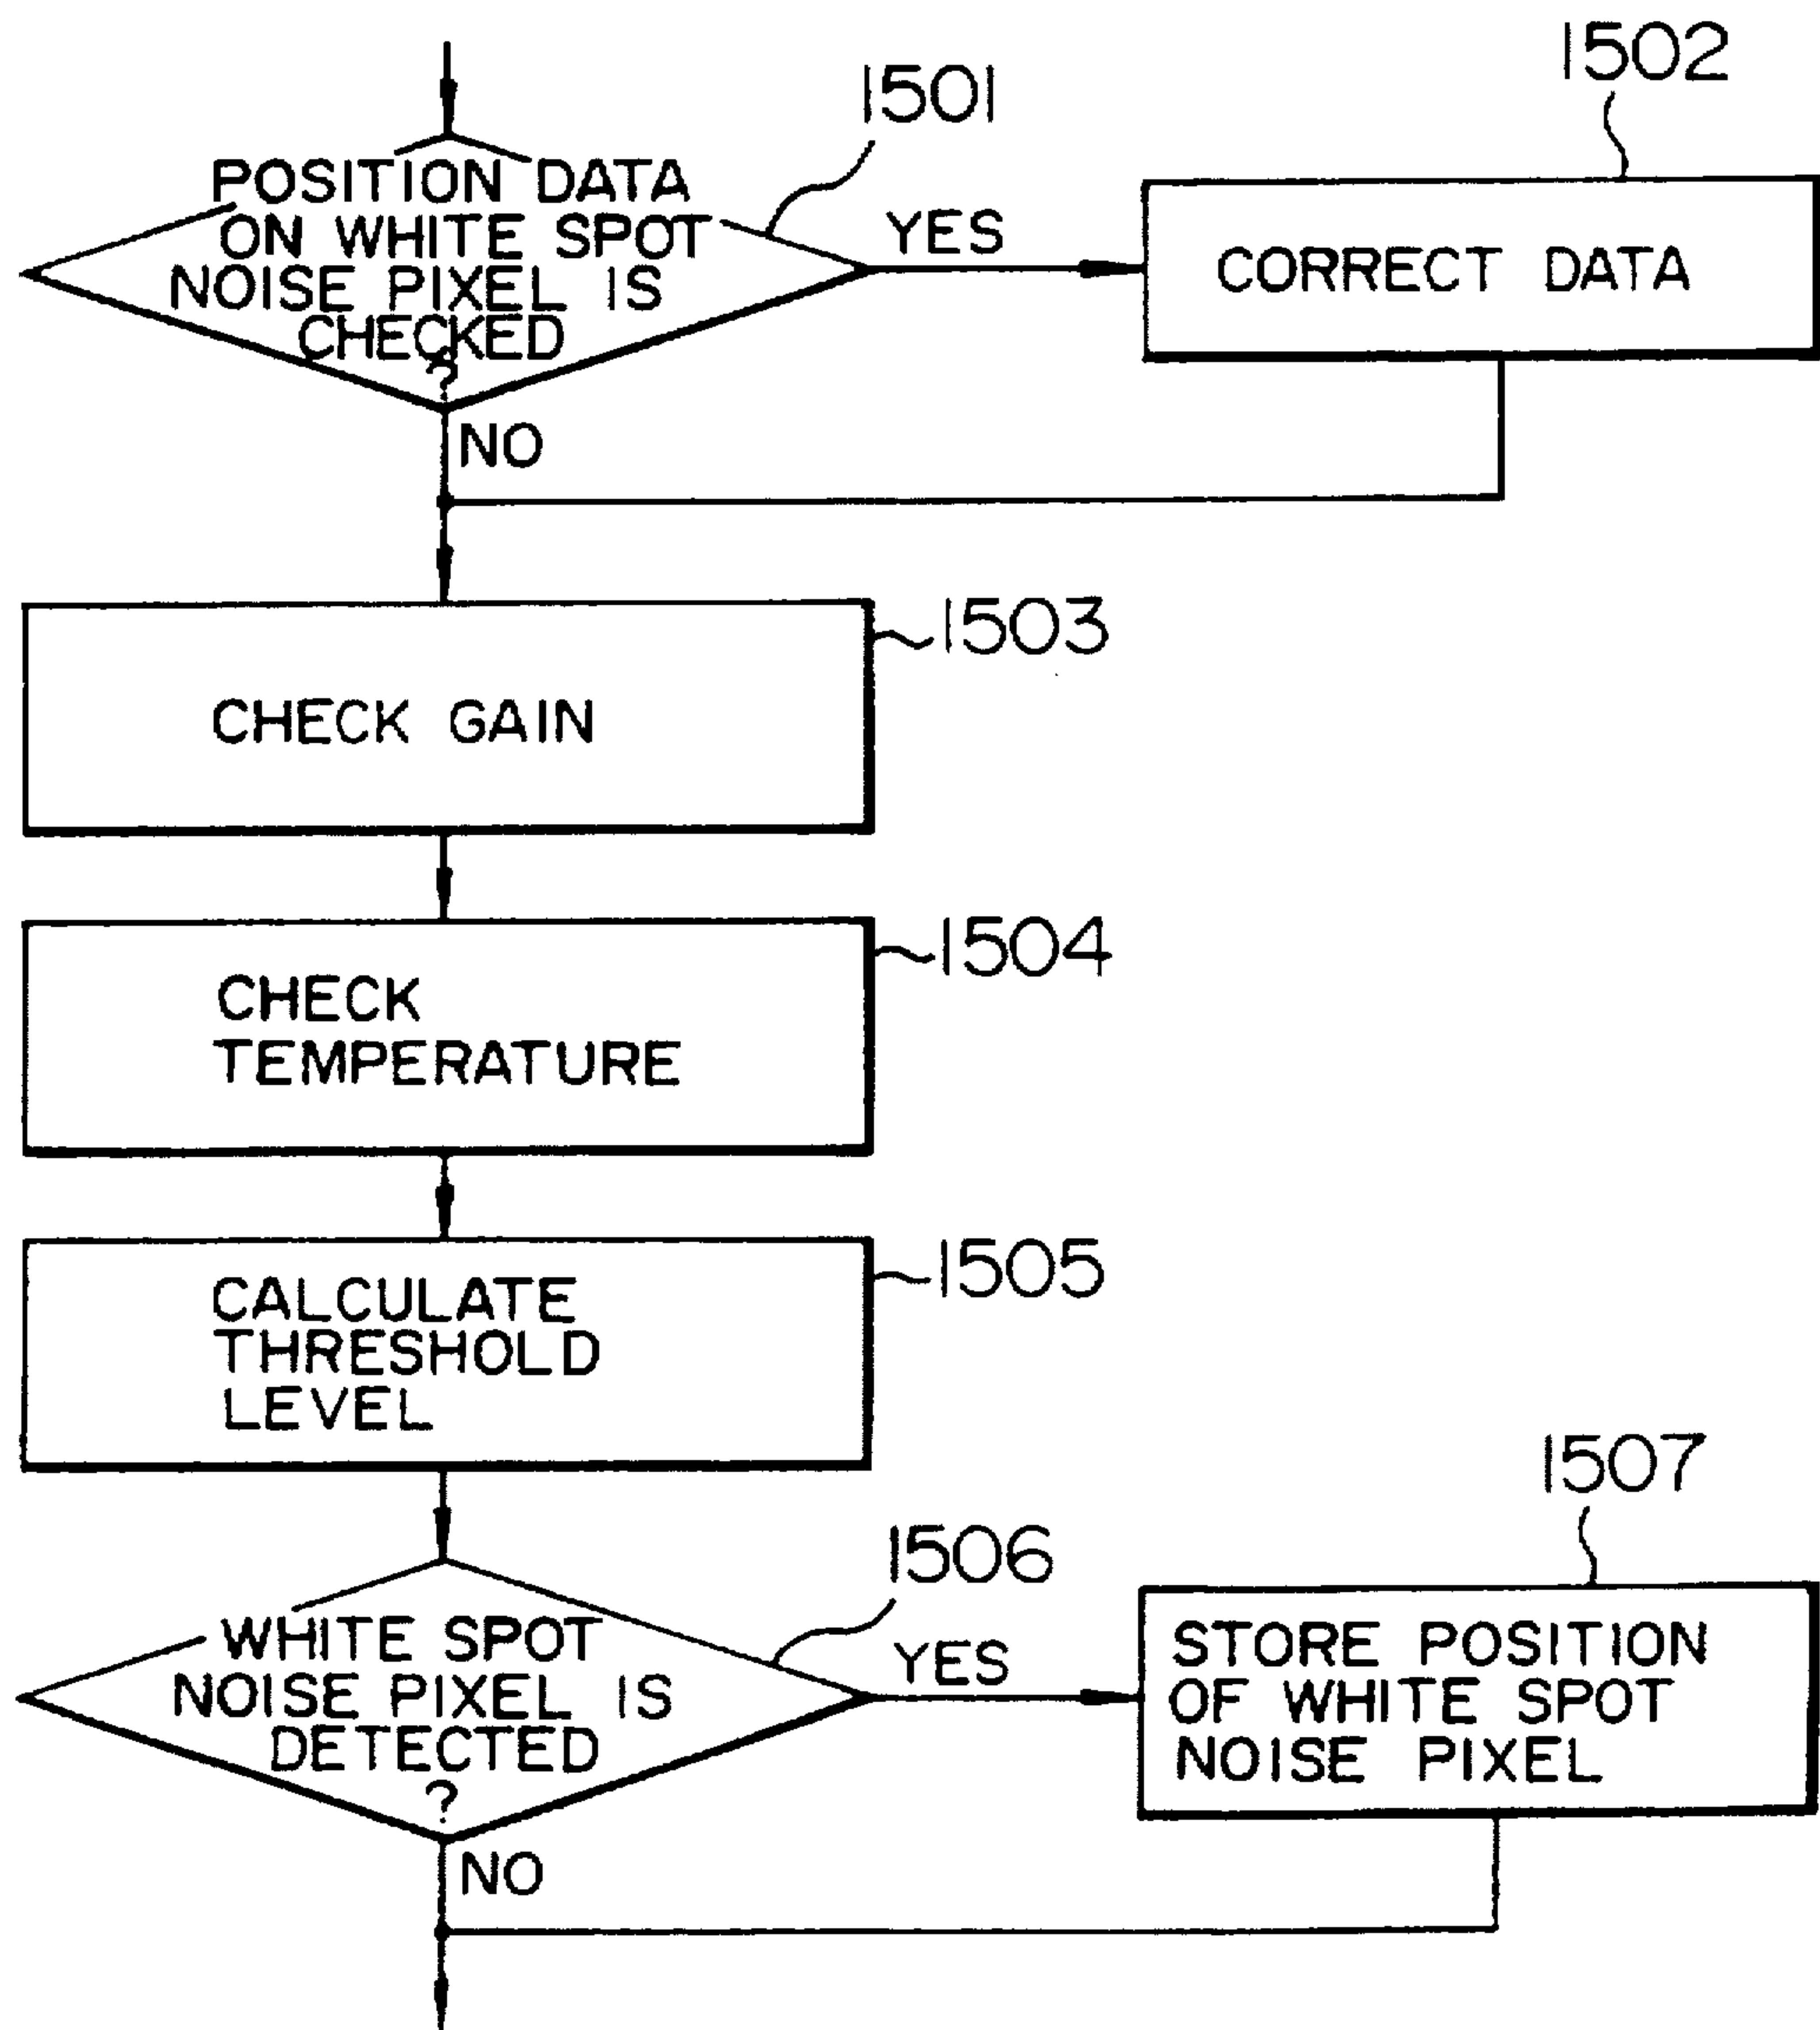 1501
1502
POSITION DATA
ON WHITE SPOT
NOISE PIXEL IS
CHECKED
?
YES
CORRECT DATA
NO
1503
CHECK GAIN
1504
CHECK
TEMPERATURE
1505
CALCULATE
THRESHOLD
LEVEL
1506
1507
WHITE SPOT
NOISE PIXEL IS
DETECTED
?
YES
STORE POSITION
OF WHITE SPOT
NOISE PIXEL
NO